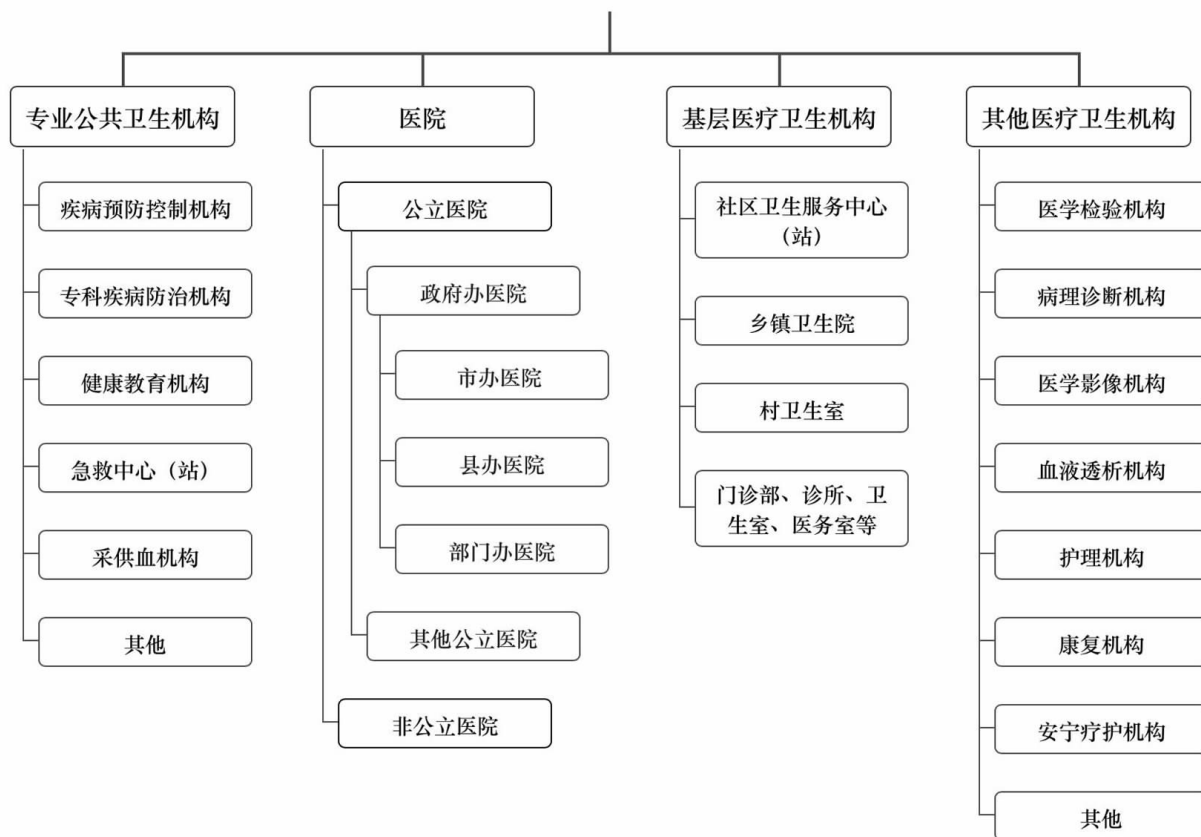 专业公共卫生机构
疾病预防控制机构
专科疾病防治机构
健康教育机构
急救中心（站）
采供血机构
其他
医院
公立医院
政府办医院
市办医院
县办医院
部门办医院
其他公立医院
非公立医院
基层医疗卫生机构
社区卫生服务中心
（站）
乡镇卫生院
村卫生室
门诊部、诊所、卫
生室、医务室等
其他医疗卫生机构
医学检验机构
病理诊断机构
医学影像机构
血液透析机构
护理机构
康复机构
安宁疗护机构
其他